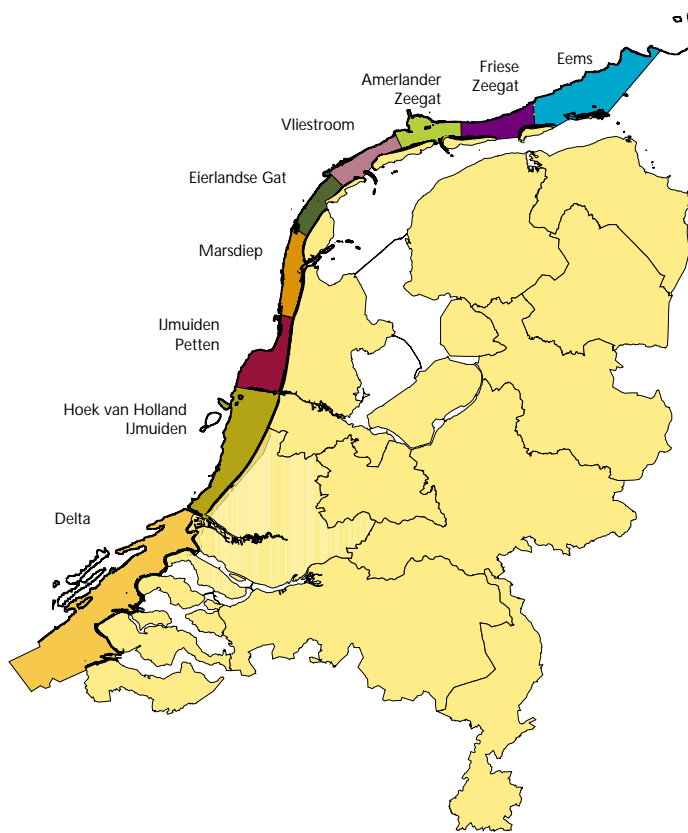 Eems
Friese
Zeegat
Amerlander
Zeegat
Vliestroom
Eierlandse Gat
Marsdiep
IJmuiden
Petten
Hoek van Holland
IJmuiden
Delta